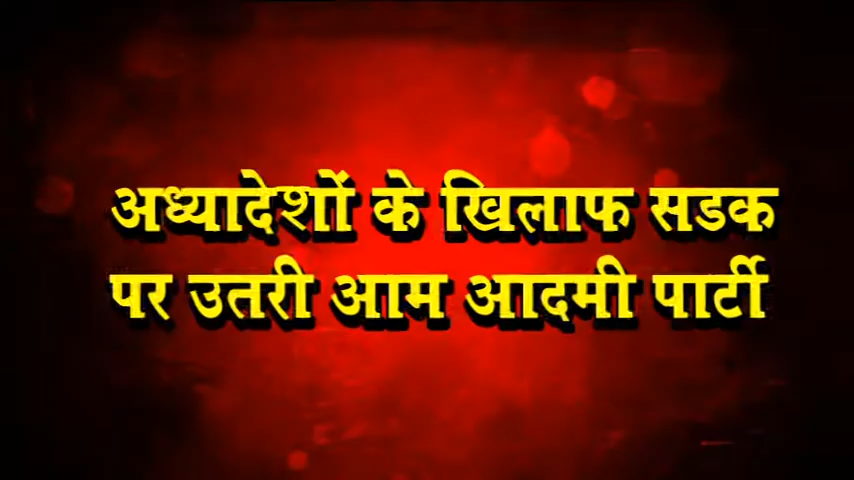 अध्यादेशों के खिलाफ सडक
पर उतरी आम आदमी पार्टी